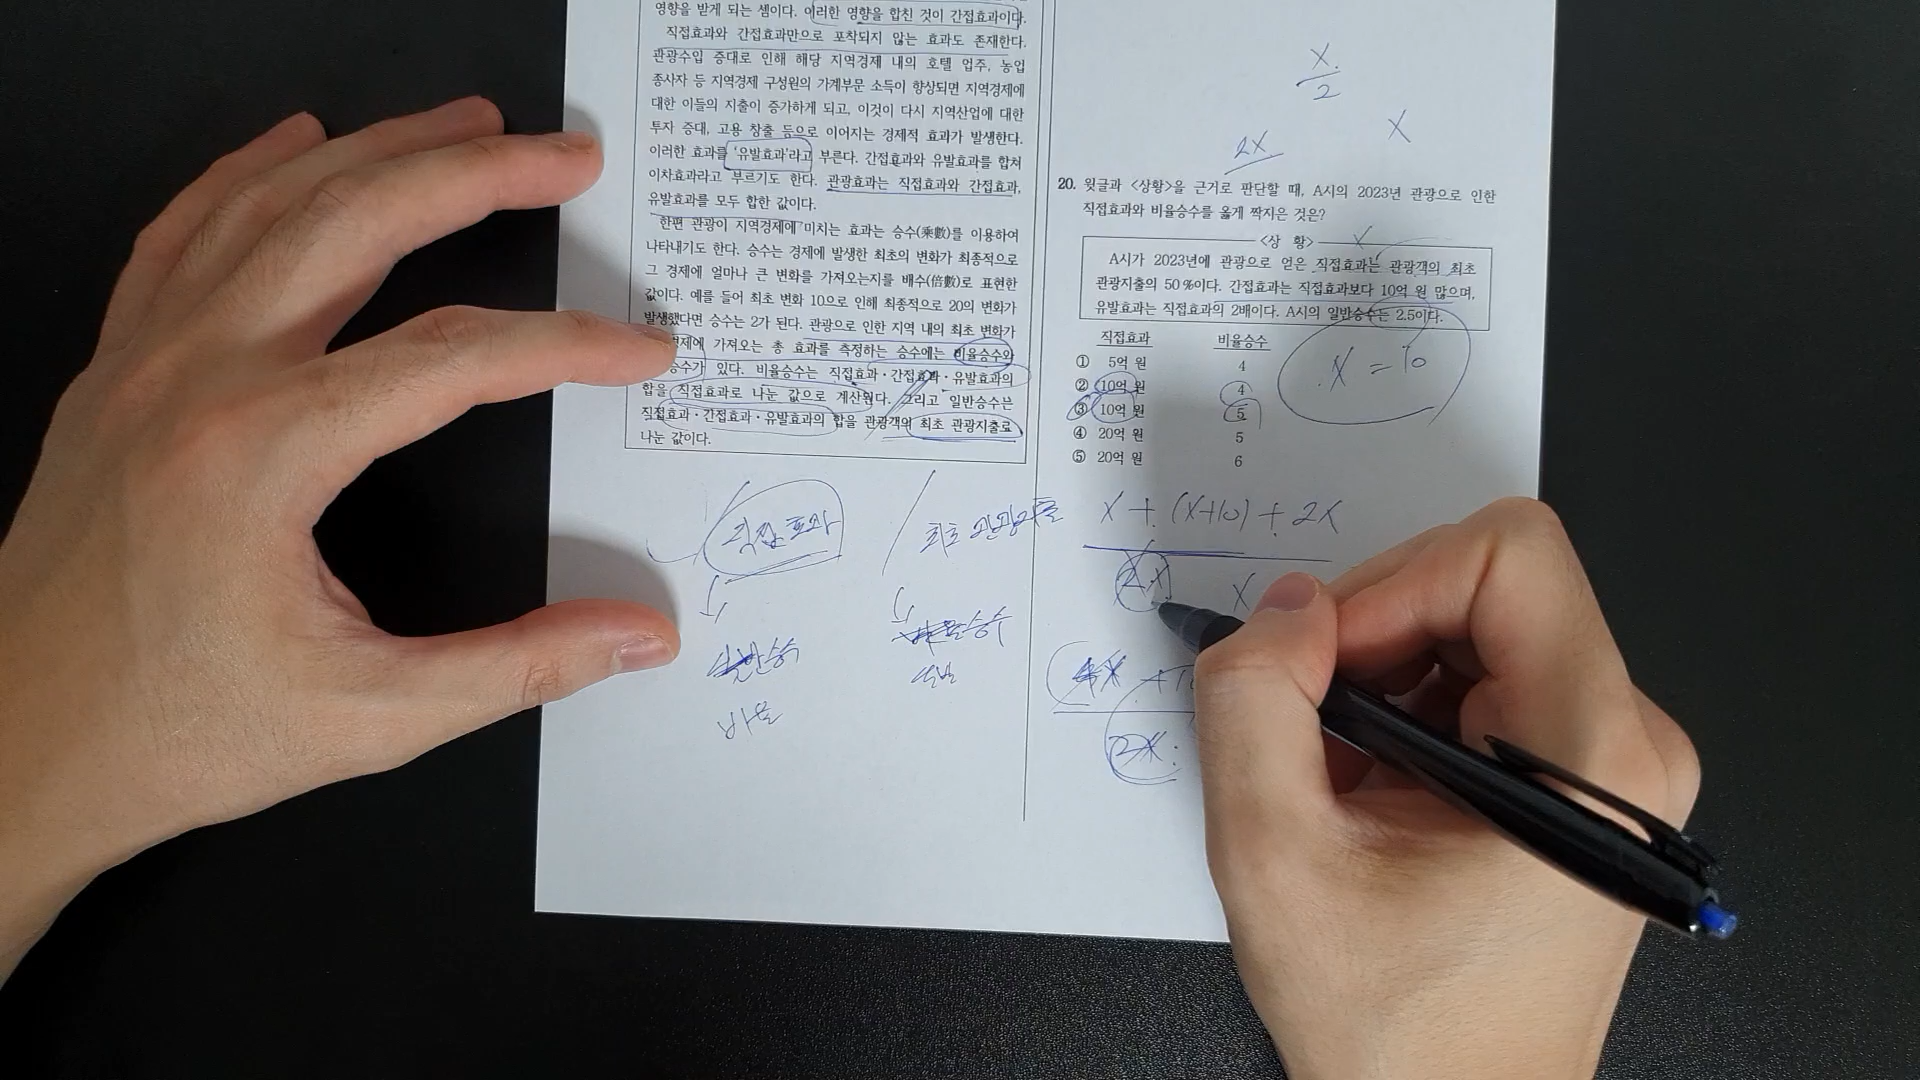 영향을 받게 되는 셈이다. 이러한 영향을 합친 것이 간접효과이다.
직접효과와 간접효과만으로 포착되지 않는 효과도 존재한다.
관광수입 증대로 인해 해당 지역경제 내의 호텔 업주, 농업
종사자 등 지역경제 구성원의 가계부문 소득이 향상되면 지역경제에
대한 이들의 지출이 증가하게 되고, 이것이 다시 지역산업에 대한
투자 증대, 고용 창출 등으로 이어지는 경제적 효과가 발생한다.
이러한 효과를 '유발효과'라고 부른다. 간접효과와 유발효과를 합쳐
이차효과라고 부르기도 한다. 관광효과는 직접효과와 간접효과,
유발효과를 모두 합한 값이다.
한편 관광이 지역경제에 미치는 효과는 승수(乘數)를 이용하여
나타내기도 한다. 승수는 경제에 발생한 최초의 변화가 최종적으로
그 경제에 얼마나 큰 변화를 가져오는지를 배수(倍數)로 표현한
값이다. 예를 들어 최초 변화 10으로 인해 최종적으로 20의 변화가
발생했다면 승수는 2가 된다. 관광으로 인한 지역 내의 최초 변화가
경제에 가져오는 총 효과를 측정하는 승수에는 비율승수와
승수가 있다. 비율승수는 직접효과·간접효과·유발효과의
합을 직접효과로 나눈 값으로 계산된다. 그리고 일반승수는
직접효과·간접효과·유발효과의 합을 관광객의 최초 관광지출로
나눈 값이다.
직접효과
최초 관광지출
일반승수
비율
비율승수
일반
X
2
X
2X
20. 윗글과 <상황>을 근거로 판단할 때, A시의 2023년 관광으로 인한
직접효과와 비율승수를 옳게 짝지은 것은?
<상 황>
X
A시가 2023년에 관광으로 얻은 직접효과는 관광객의 최초
관광지출의 50%이다. 간접효과는 직접효과보다 10억 원 많으며,
유발효과는 직접효과의 2배이다. A시의 일반승수는 2.5이다.
직접효과 비율승수
① 5억 원 4
② 10억 원 4
③ 10억 원 5
④ 20억 원 5
⑤ 20억 원 6
X = 10
X + (X+10) + 2X
2X X
4X +10
2X